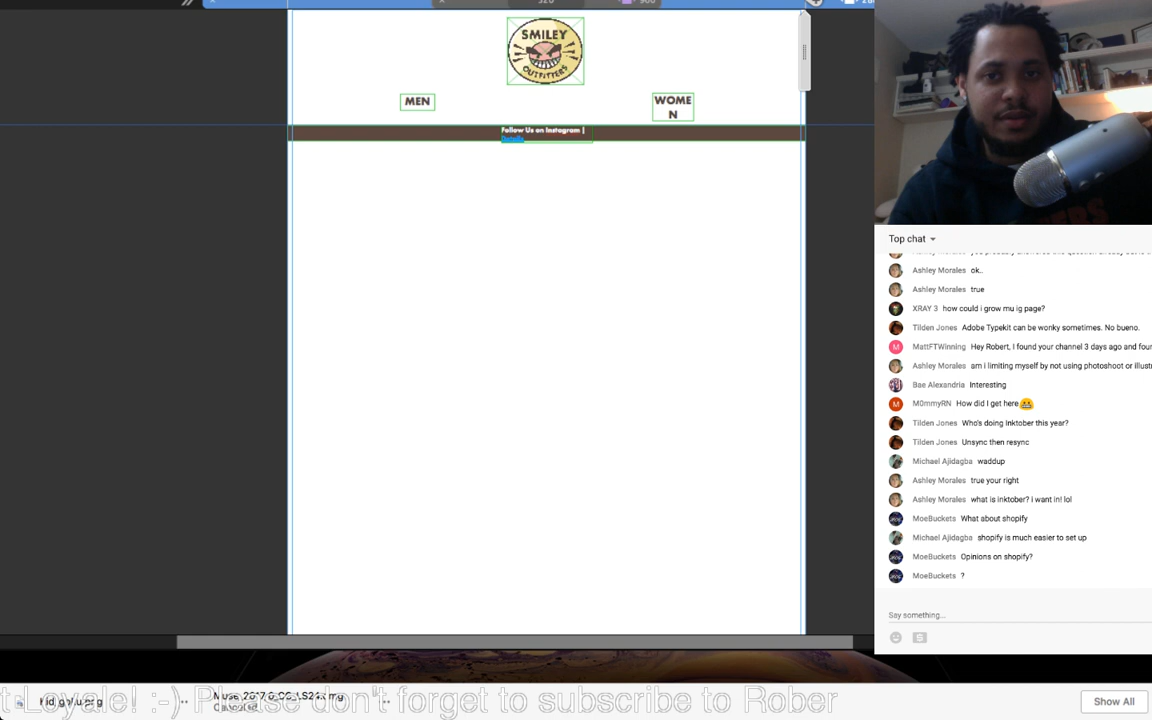 SMILEY
OUTFITTERS
MEN
WOME
N
Follow Us on Instagram |
Details
Top chat
Ashley Morales ok..
Ashley Morales true
XRAY 3 how could i grow mu ig page?
Tilden Jones Adobe Typekit can be wonky sometimes. No bueno.
MattFTWinning Hey Robert, I found your channel 3 days ago and four
Ashley Morales am i limiting myself by not using photoshoot or illustr
Bae Alexandria Interesting
M0mmyRN How did I get here
Tilden Jones Who's doing Inktober this year?
Tilden Jones Unsync then resync
Michael Ajidagba waddup
Ashley Morales true your right
Ashley Morales what is inktober? i want in! lol
MoeBuckets What about shopify
Michael Ajidagba shopify is much easier to set up
MoeBuckets Opinions on shopify?
MoeBuckets ?
Say something...
t Loyale! :-) Please don't forget to subscribe to Rober
Show All